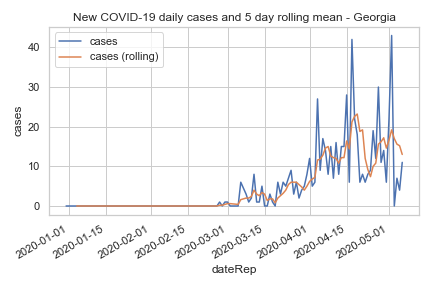 New COVID-19 daily cases and 5 day rolling mean - Georgia
cases
cases (rolling)
cases
40
30
20
10
0
2020-01-01
2020-01-15
2020-02-01
2020-02-15
2020-03-01
2020-03-15
2020-04-01
2020-04-15
2020-05-01
dateRep